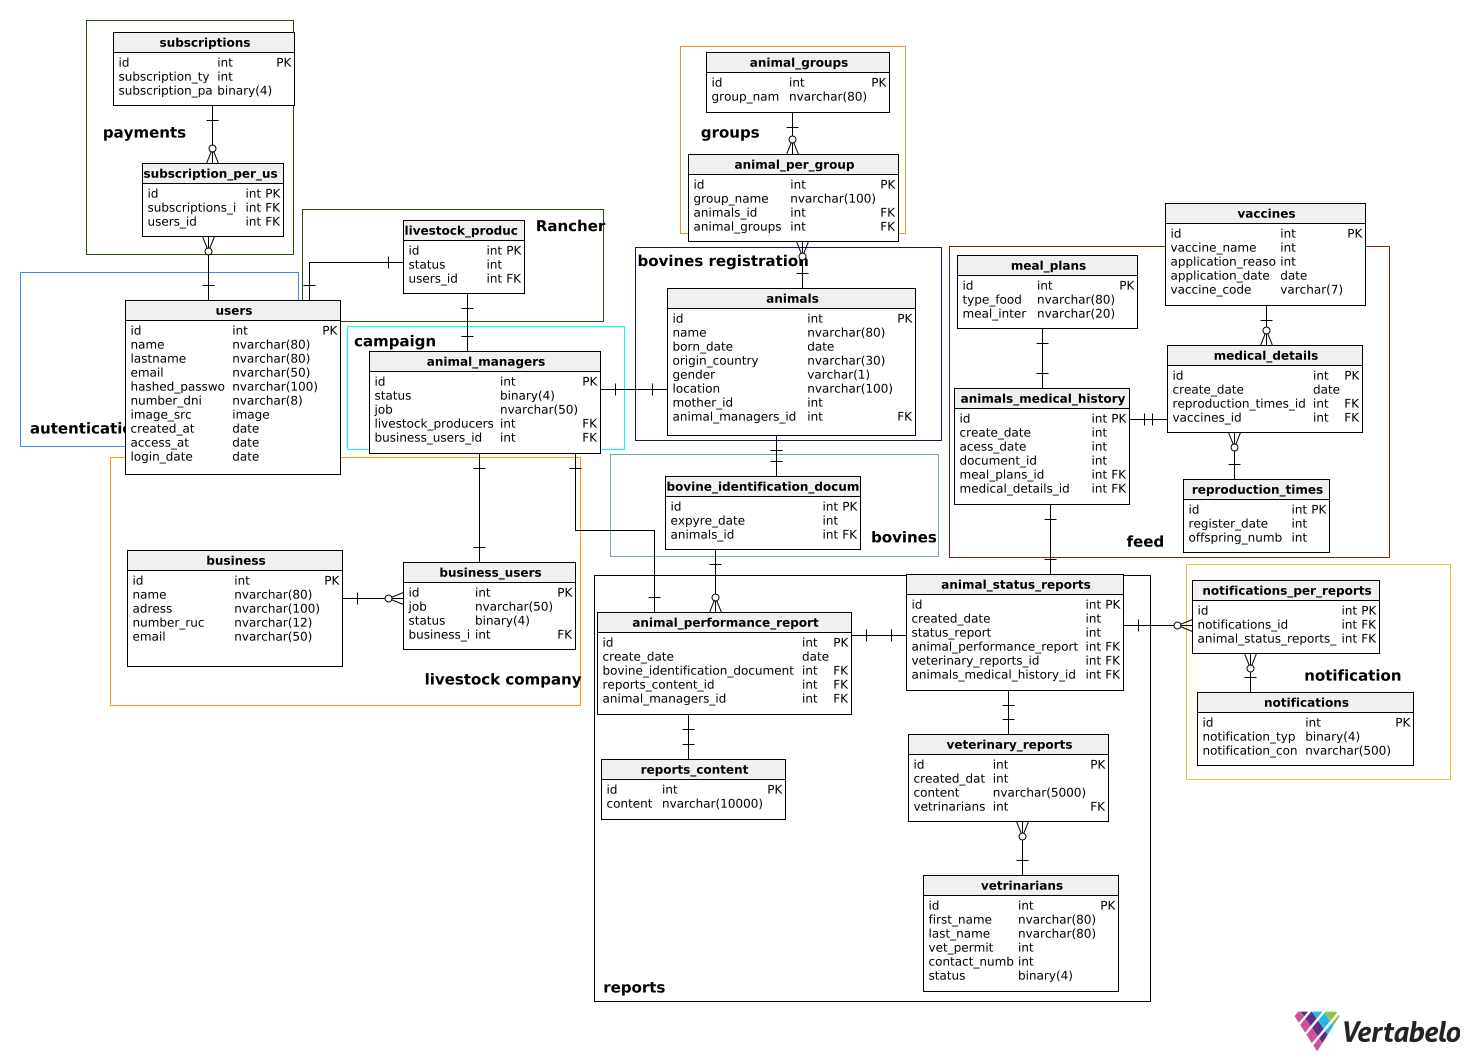 subscriptions
id int PK
subscription_ty int
subscription_pa binary(4)
payments
subscription_per_us
id int PK
subscriptions_i int FK
users_id int FK
Rancher
livestock_produc
id int PK
status int
users_id int FK
autenticatio
users
id int PK
name nvarchar(80)
lastname nvarchar(80)
email nvarchar(50)
hashed_passwo nvarchar(100)
number_dni nvarchar(8)
image_src image
created_at date
access_at date
login_date date
campaign
animal_managers
id int PK
status binary(4)
job nvarchar(50)
livestock_producers int FK
business_users_id int FK
business
id int PK
name nvarchar(80)
adress nvarchar(100)
number_ruc nvarchar(12)
email nvarchar(50)
business_users
id int PK
job nvarchar(50)
status binary(4)
business_i int FK
livestock company
animal_groups
id int PK
group_nam nvarchar(80)
groups
animal_per_group
id int PK
group_name nvarchar(100)
animals_id int FK
animal_groups int FK
bovines registration
animals
id int PK
name nvarchar(80)
born_date date
origin_country nvarchar(30)
gender varchar(1)
location nvarchar(100)
mother_id int
animal_managers_id int FK
bovine_identification_docum
id int PK
expyre_date int
animals_id int FK
bovines
meal_plans
id int PK
type_food nvarchar(80)
meal_inter nvarchar(20)
vaccines
id int PK
vaccine_name int
application_reaso int
application_date date
vaccine_code varchar(7)
medical_details
id int PK
create_date date
reproduction_times_id int FK
vaccines_id int FK
animals_medical_history
id int PK
create_date int
acess_date int
document_id int
meal_plans_id int FK
medical_details_id int FK
reproduction_times
id int PK
register_date int
offspring_numb int
feed
animal_performance_report
id int PK
create_date date
bovine_identification_document int FK
reports_content_id int FK
animal_managers_id int FK
animal_status_reports
id int PK
created_date int
status_report int
animal_performance_report int FK
veterinary_reports_id int FK
animals_medical_history_id int FK
notifications_per_reports
id int PK
notifications_id int FK
animal_status_reports_ int FK
notification
notifications
id int PK
notification_typ binary(4)
notification_con nvarchar(500)
reports_content
id int PK
content nvarchar(10000)
veterinary_reports
id int PK
created_dat int
content nvarchar(5000)
vetrinarians int FK
vetrinarians
id int PK
first_name nvarchar(80)
last_name nvarchar(80)
vet_permit int
contact_numb int
status binary(4)
reports
Vertabelo